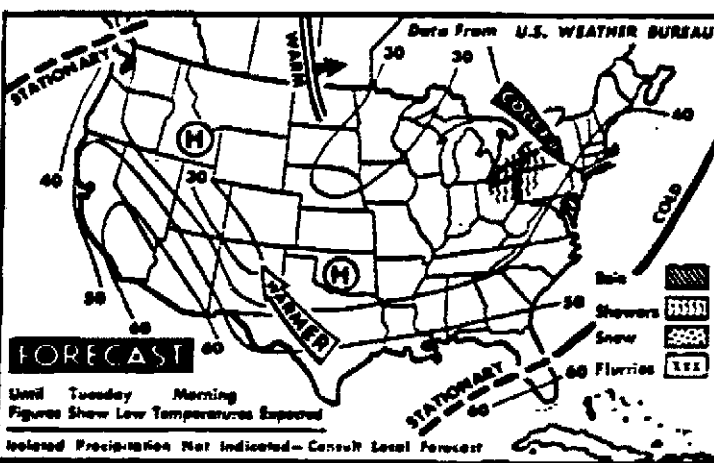 Data From U.S. WEATHER BUREAU
STATIONARY
WARM
30
30
COOLER
40
H
30
40
COLD
H
WARMER
50
50
60
60
Rain
Showers
Snow
Flurries
STATIONARY
60
60
FORECAST
Until Tuesday Morning
Figures Show Low Temperatures Expected
Isolated Precipitation Not Indicated – Consult Local Forecast